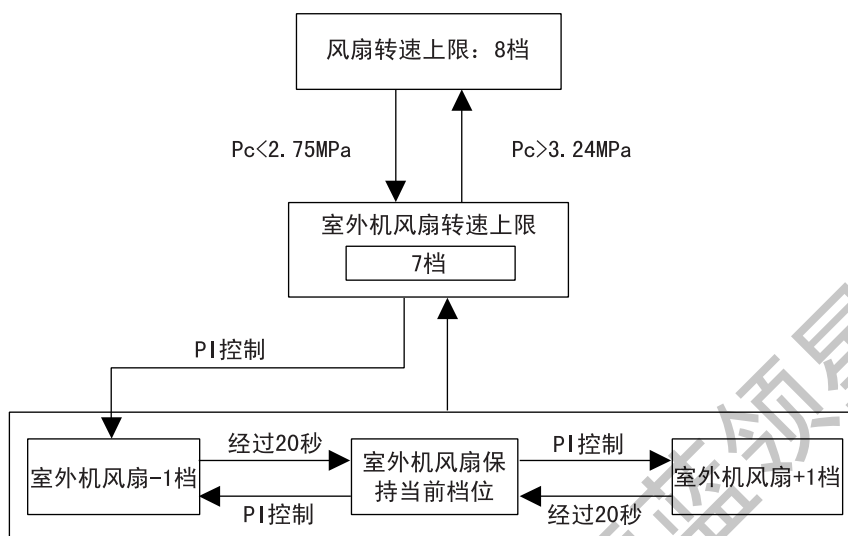 风扇转速上限: 8档
Pc<2.75MPa
Pc>3.24MPa
室外机风扇转速上限
7档
PI控制
室外机风扇-1档
经过20秒
PI控制
室外机风扇保
持当前档位
PI控制
经过20秒
室外机风扇+1档
蓝领星